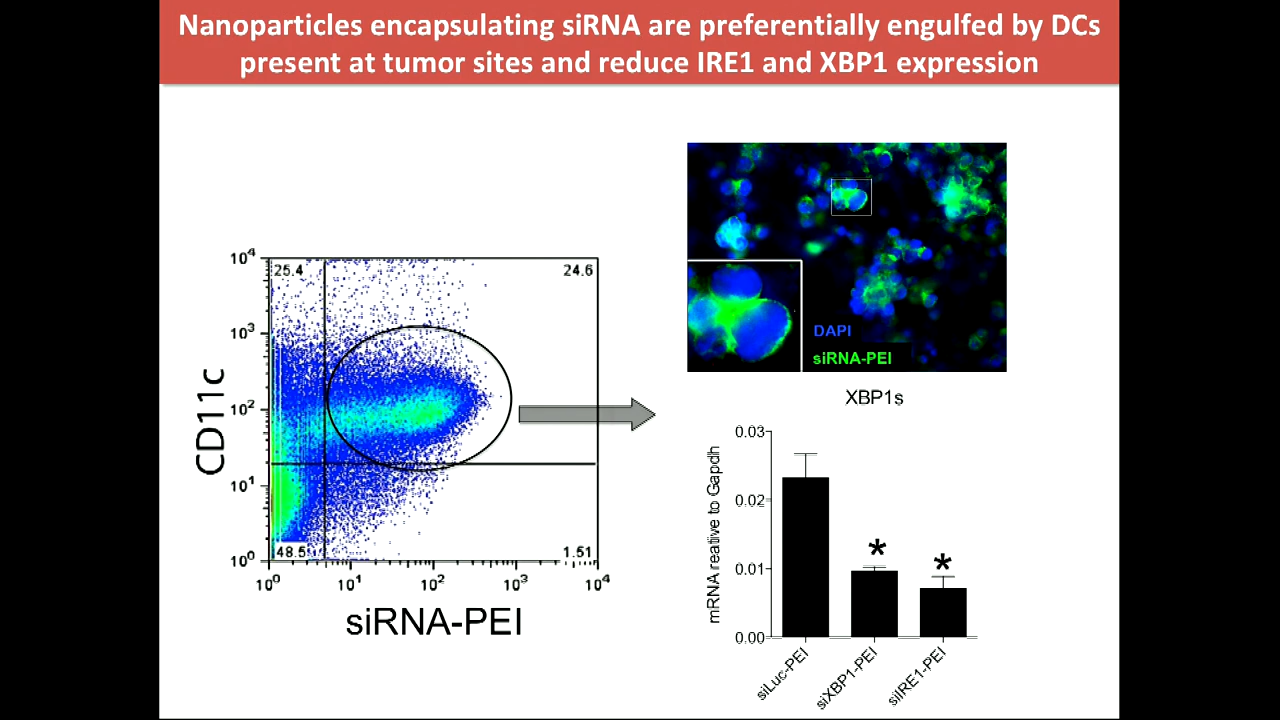 Nanoparticles encapsulating siRNA are preferentially engulfed by DCs
present at tumor sites and reduce IRE1 and XBP1 expression
CD11c
10⁴
10³
10²
10¹
10⁰
25.4
24.6
48.5
1.51
10⁰ 10¹ 10² 10³ 10⁴
siRNA-PEI
DAPI
siRNA-PEI
XBP1s
mRNA reative to Gapdh
0.03
0.02
0.01
0.00
*
*
siLuc-PEI
siXBP1-PEI
siIRE1-PEI